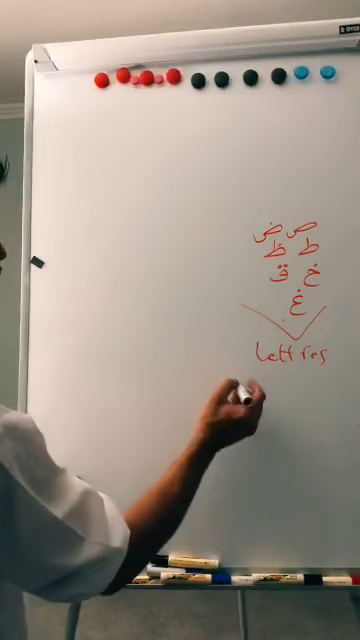 ص ض
ط ظ
خ ق
غ
lettres